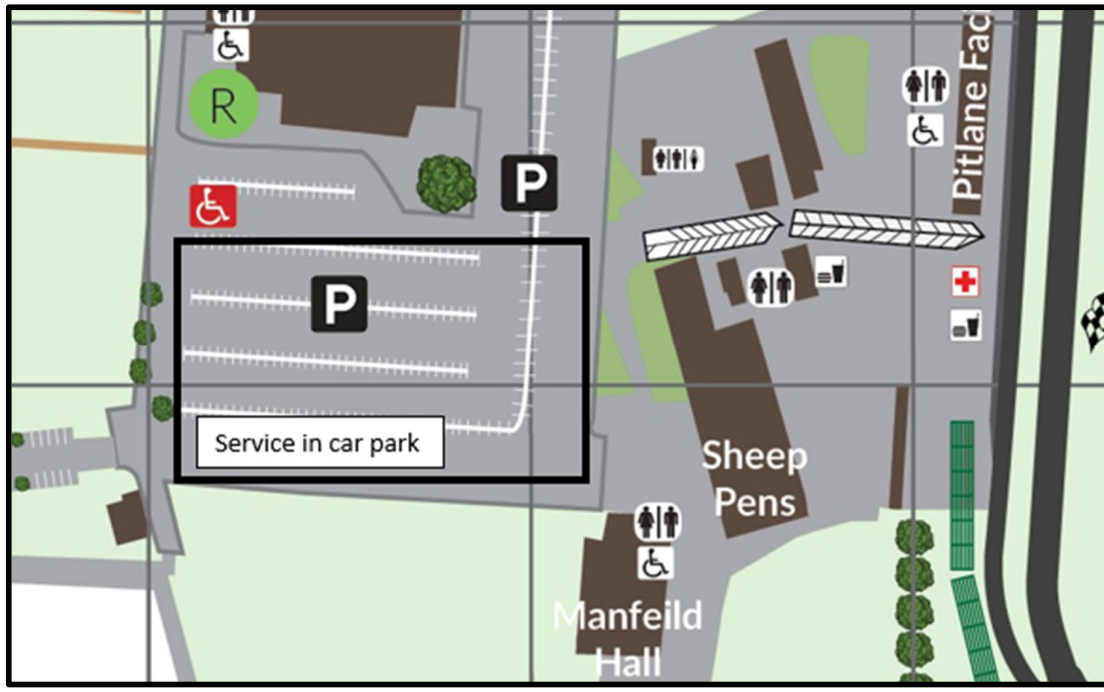 R
Pitlane Fac
P
P
Service in car park
Sheep
Pens
Manfeild
Hall